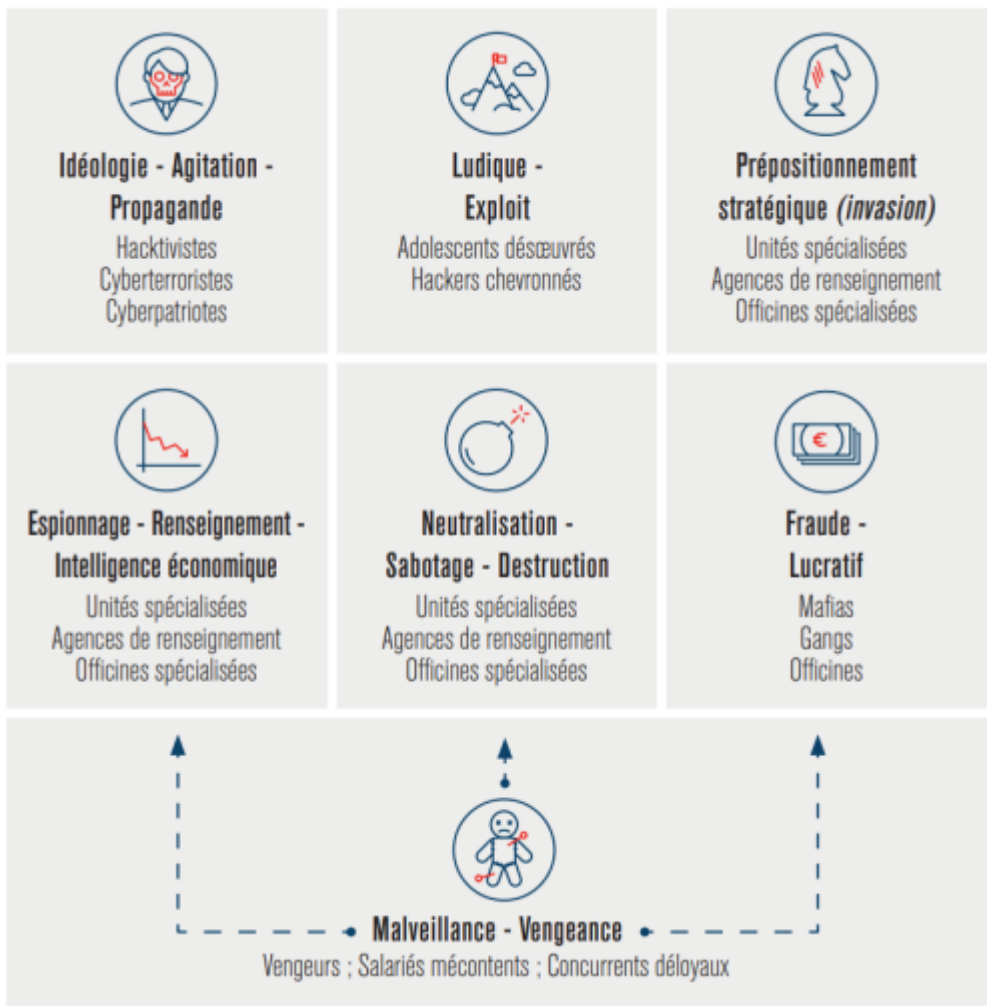 Idéologie - Agitation -
Propagande
Hacktivistes
Cyberterroristes
Cyberpatriotes
Ludique -
Exploit
Adolescents désœuvrés
Hackers chevronnés
Prépositionnement
stratégique (invasion)
Unités spécialisées
Agences de renseignement
Officines spécialisées
Espionnage - Renseignement -
Intelligence économique
Unités spécialisées
Agences de renseignement
Officines spécialisées
Neutralisation -
Sabotage - Destruction
Unités spécialisées
Agences de renseignement
Officines spécialisées
€
Fraude -
Lucratif
Mafias
Gangs
Officines
Malveillance - Vengeance
Vengeurs ; Salariés mécontents ; Concurrents déloyaux